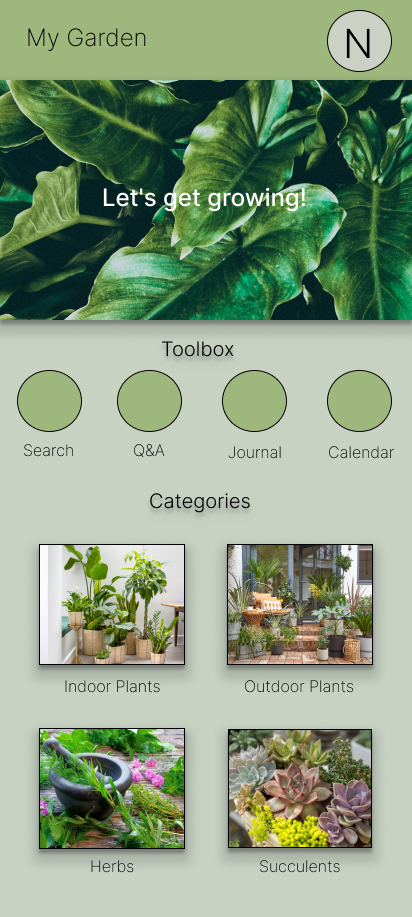 My Garden
N
Let's get growing!
Toolbox
Search
Q&A
Journal
Calendar
Categories
Indoor Plants
Outdoor Plants
Herbs
Succulents